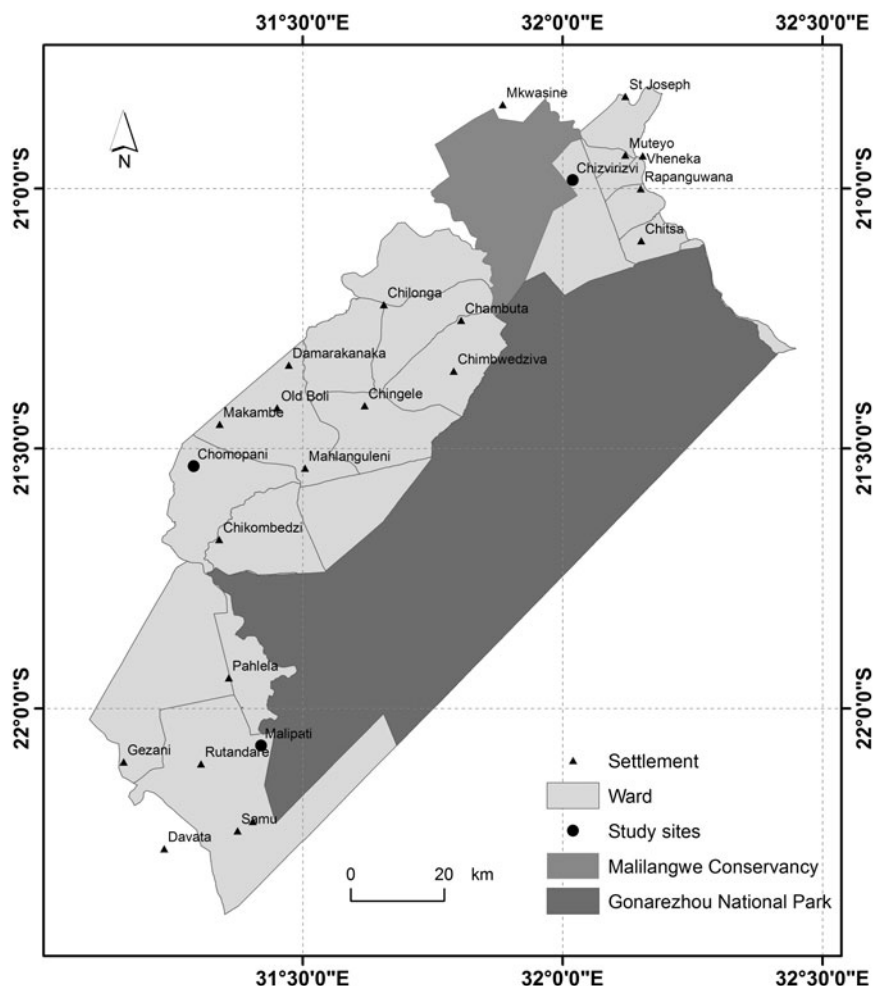 31°30'0"E 32°0'0"E 32°30'0"E
N
St Joseph
Mkwasine
Muteyo
Vheneka
Chizvirizvi
Rapanguwana
21°0'0"S 21°0'0"S
Chitsa
Chilonga
Chambuta
Damarakanaka
Chimbwedziva
Old Boli
Chingele
Makambe
21°30'0"S 21°30'0"S
Chomopani
Mahlanguleni
Chikombedzi
Pahlela
22°0'0"S 22°0'0"S
Malipati
Gezani
Rutandare
Samu
Davata
0 20 km
Settlement
Ward
Study sites
Malilangwe Conservancy
Gonarezhou National Park
31°30'0"E 32°0'0"E 32°30'0"E